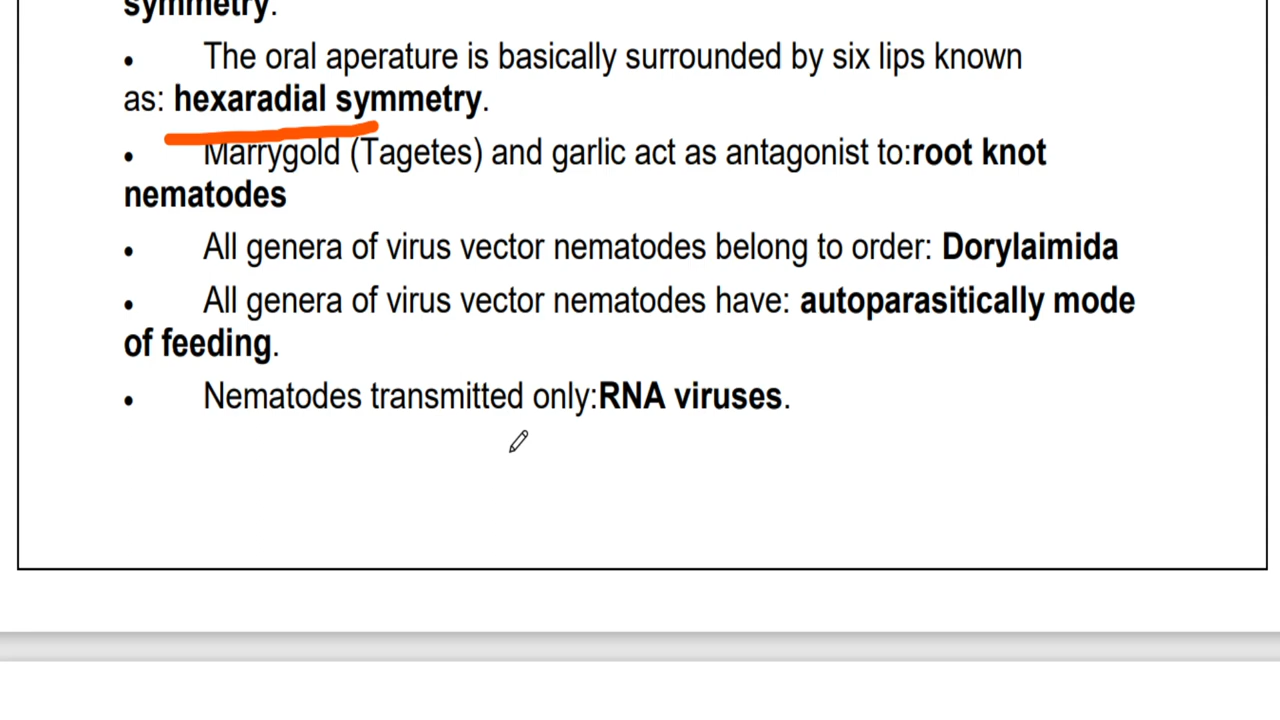 symmetry.
• The oral aperature is basically surrounded by six lips known
as: hexaradial symmetry.
• Marrygold (Tagetes) and garlic act as antagonist to:root knot
nematodes
• All genera of virus vector nematodes belong to order: Dorylaimida
• All genera of virus vector nematodes have: autoparasitically mode
of feeding.
• Nematodes transmitted only:RNA viruses.